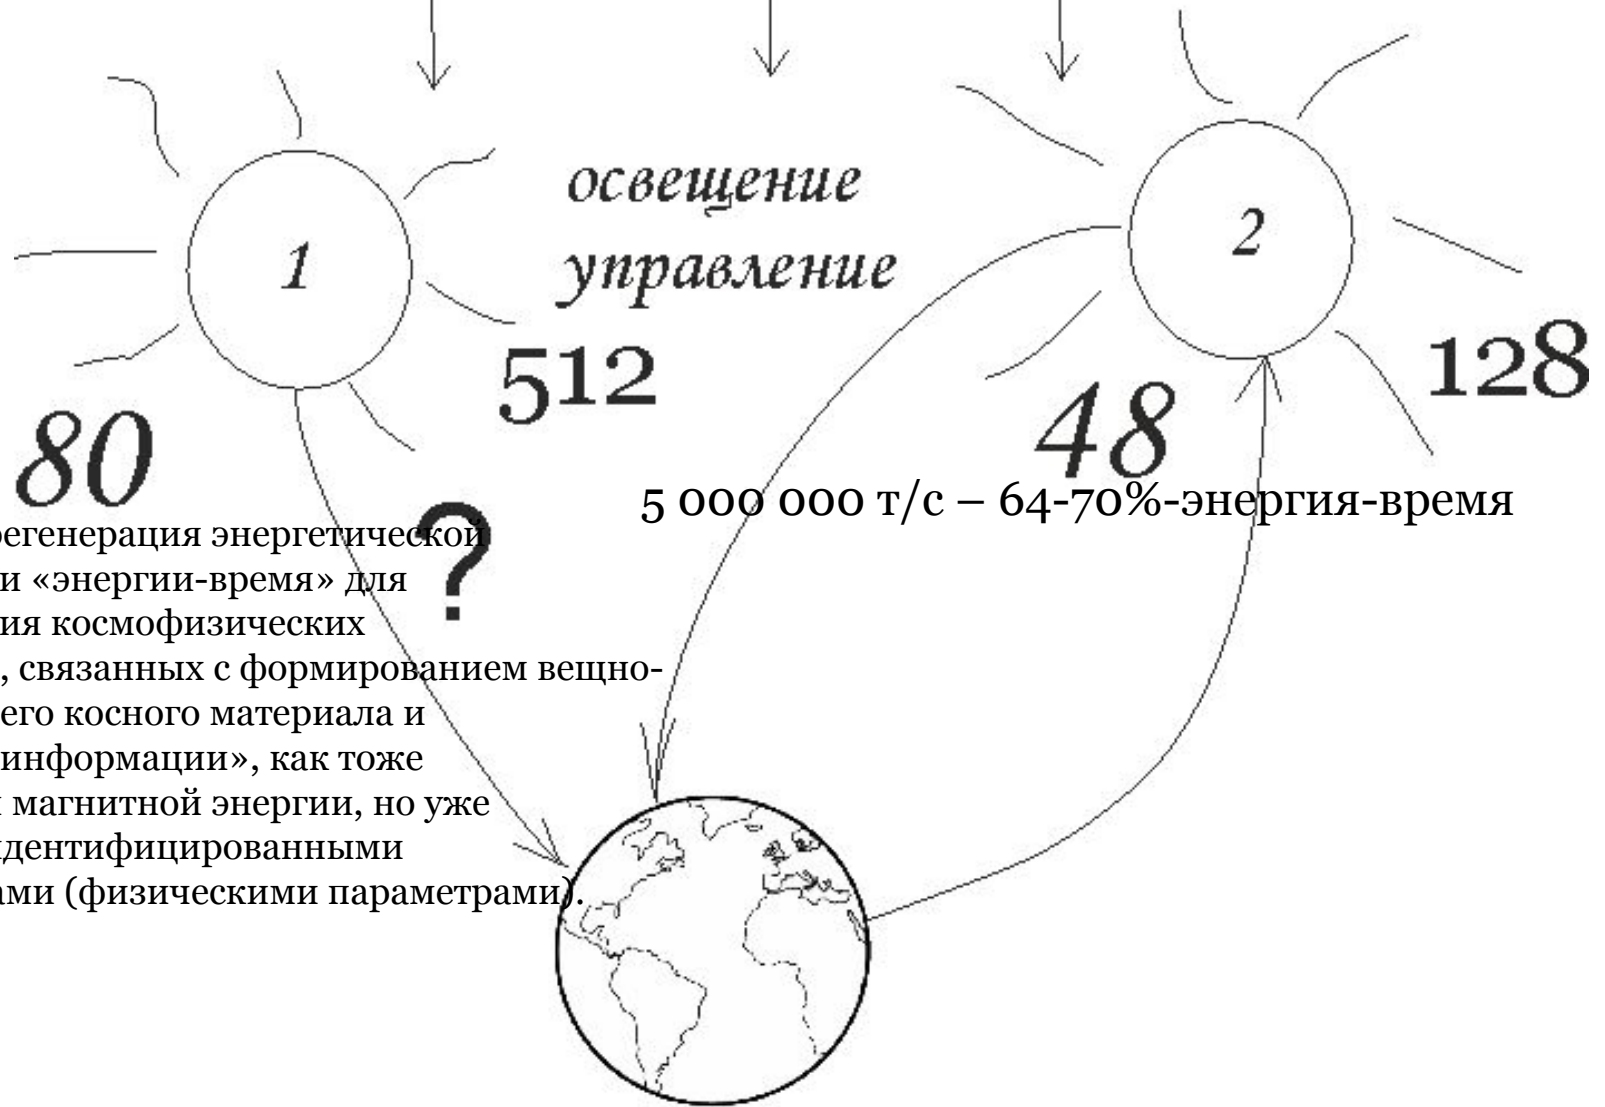 1
2
освещение
управление
512
128
80
48
5 000 000 т/с – 64-70%-энергия-время
?
регенерация энергетической
и «энергии-время» для
ия космофизических
, связанных с формированием вещно-
его косного материала и
информации», как тоже
магнитной энергии, но уже
идентифицированными
ами (физическими параметрами).